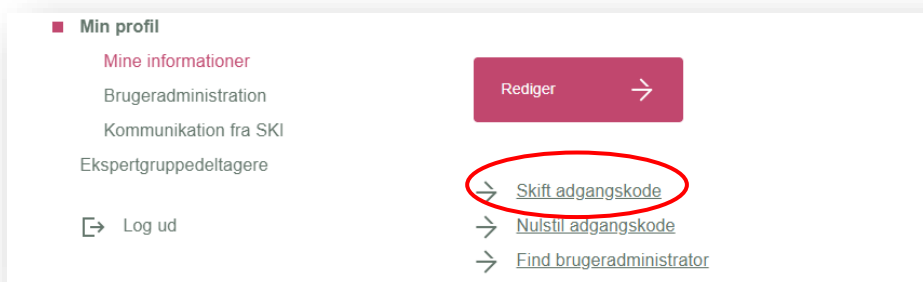 Min profil
Mine informationer
Brugeradministration
Kommunikation fra SKI
Ekspertgruppedeltagere
Log ud
Rediger
Skift adgangskode
Nulstil adgangskode
Find brugeradministrator